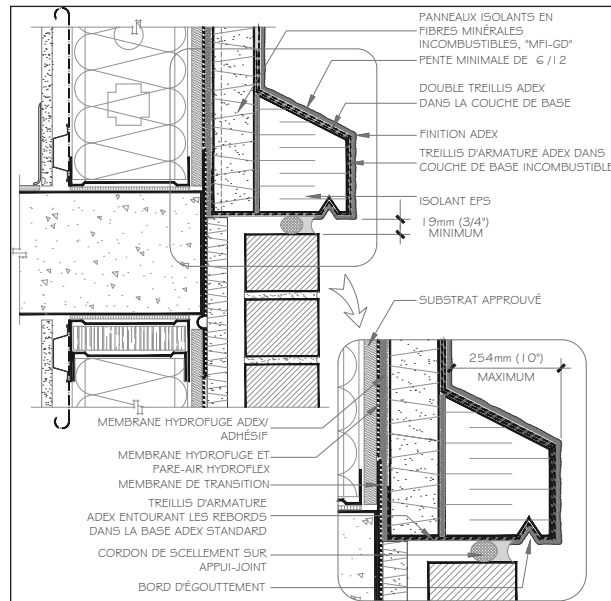 PANNEAUX ISOLANTS EN
FIBRES MINÉRALES
INCOMBUSTIBLES, "MFI-GD"
PENTE MINIMALE DE 6/12
DOUBLE TREILLIS ADEX
DANS LA COUCHE DE BASE
FINITION ADEX
TREILLIS D'ARMATURE ADEX DANS
COUCHE DE BASE INCOMBUSTIBLE
ISOLANT EPS
19mm (3/4")
MINIMUM
SUBSTRAT APPROUVÉ
254mm (10")
MAXIMUM
MEMBRANE HYDROFUGE ADEX/
ADHÉSIF
MEMBRANE HYDROFUGE ET
PARE-AIR HYDROFLEX
MEMBRANE DE TRANSITION
TREILLIS D'ARMATURE
ADEX ENTOURANT LES REBORDS
DANS LA BASE ADEX STANDARD
CORDON DE SCELLEMENT SUR
APPUI-JOINT
BORD D'ÉGOUTTEMENT